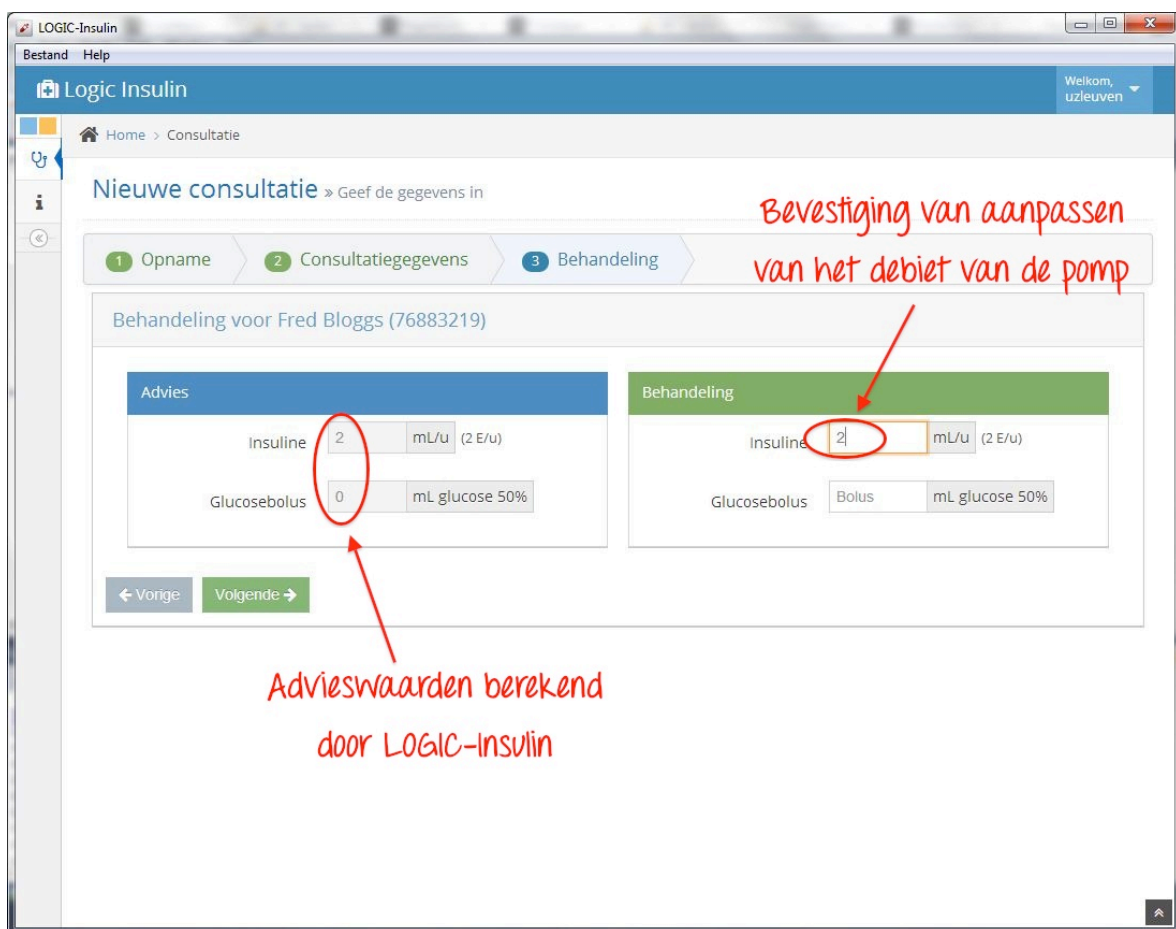 LOGIC-Insulin
Bestand Help
Logic Insulin
Welkom,
uzleuven
Home > Consultatie
Nieuwe consultatie » Geef de gegevens in
Bevestiging van aanpassen
van het debiet van de pomp
1 Opname 2 Consultatiegegevens 3 Behandeling
Behandeling voor Fred Bloggs (76883219)
Advies
Insuline 2 mL/u (2 E/u)
Glucosebolus 0 mL glucose 50%
Behandeling
Insuline 2 mL/u (2 E/u)
Glucosebolus Bolus mL glucose 50%
Vorige Volgende
Advieswaarden berekend
door LOGIC-Insulin